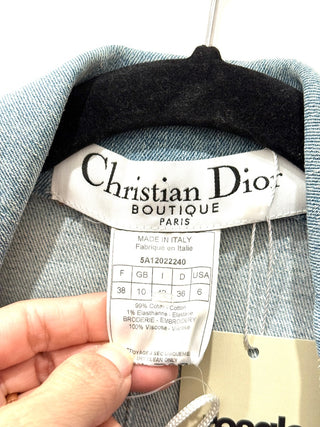 Christian Dior
BOUTIQUE
PARIS
MADE IN ITALY
Fabriqué en Italie
5A12022240
F GB I D USA
38 10 36 6
99% Coton - Cotton
1% Elasthanne - Elastane
BRODERIE - EMBROIDERY
100% Viscose - Viscose